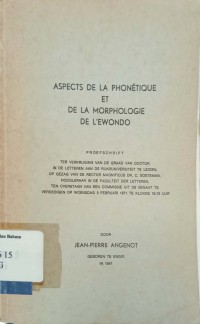 ASPECTS DE LA PHONÉTIQUE
ET
DE LA MORPHOLOGIE
DE L'EWONDO
PROEFSCHRIFT
TER VERKRIJGING VAN DE GRAAD VAN DOCTOR
IN DE LETTEREN AAN DE RIJKSUNIVERSITEIT TE LEIDEN,
OP GEZAG VAN DE RECTOR MAGNIFICUS DR. C. SOETEMAN,
HOOGLERAAR IN DE FACULTEIT DER LETTEREN,
TEN OVERSTAAN VAN EEN COMMISSIE UIT DE SENAAT TE
VERDEDIGEN OP WOENSDAG 3 FEBRUARI 1971 TE KLOKKE 15.15 UUR
DOOR
JEAN-PIERRE ANGENOT
GEBOREN TE
IN 1941
15